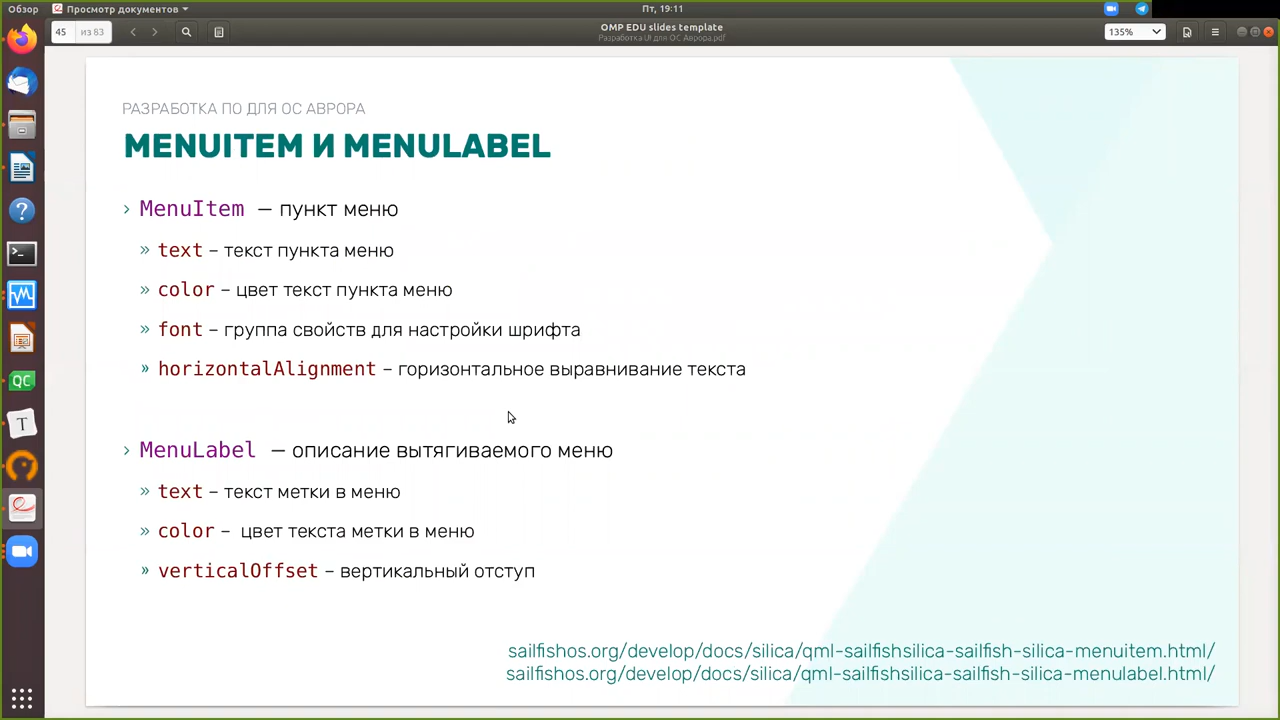 Обзор
Просмотр документов
Пт, 19:11
45 из 83
OMP EDU slides template
Разработка UI для ОС Аврора.pdf
135%
РАЗРАБОТКА ПО ДЛЯ ОС АВРОРА
MENUITEM И MENULABEL
› MenuItem — пункт меню
» text – текст пункта меню
» color – цвет текст пункта меню
» font – группа свойств для настройки шрифта
» horizontalAlignment – горизонтальное выравнивание текста
› MenuLabel — описание вытягиваемого меню
» text – текст метки в меню
» color – цвет текста метки в меню
» verticalOffset – вертикальный отступ
sailfishos.org/develop/docs/silica/qml-sailfishsilica-sailfish-silica-menuitem.html/
sailfishos.org/develop/docs/silica/qml-sailfishsilica-sailfish-silica-menulabel.html/
QC
T